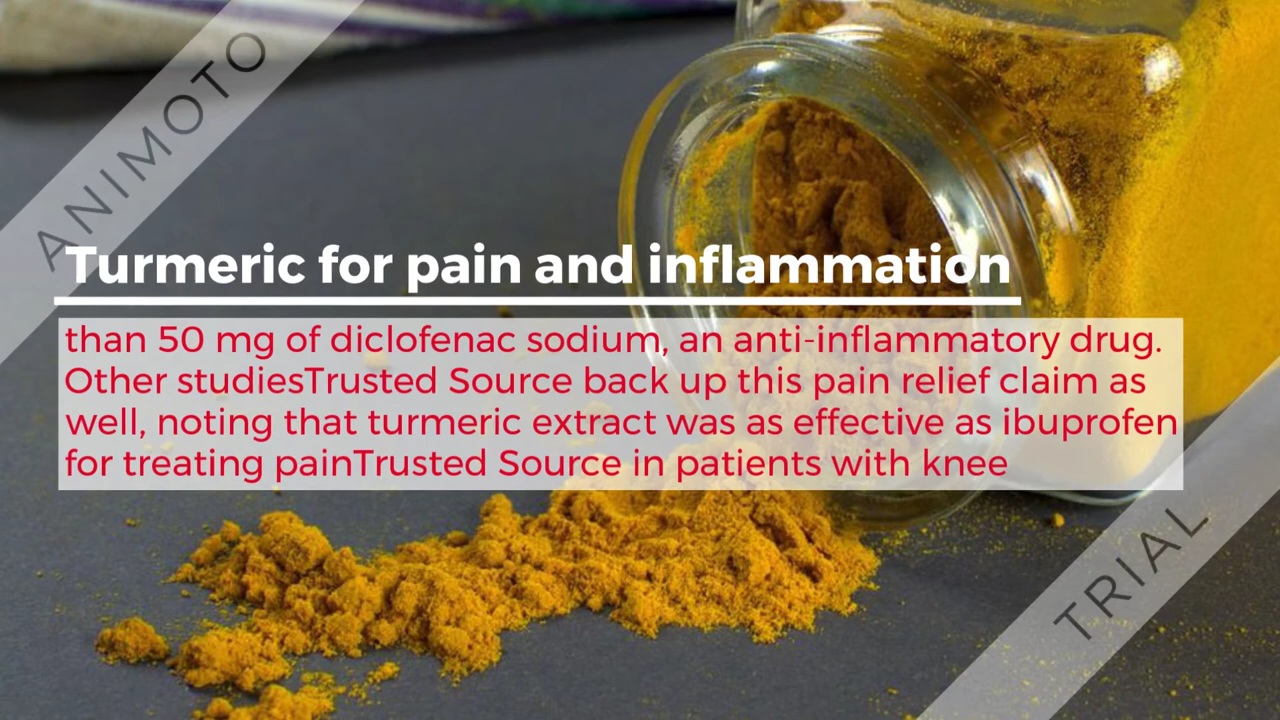 ANIMOTO
Turmeric for pain and inflammation
than 50 mg of diclofenac sodium, an anti-inflammatory drug.
Other studiesTrusted Source back up this pain relief claim as
well, noting that turmeric extract was as effective as ibuprofen
for treating painTrusted Source in patients with knee
TRIAL